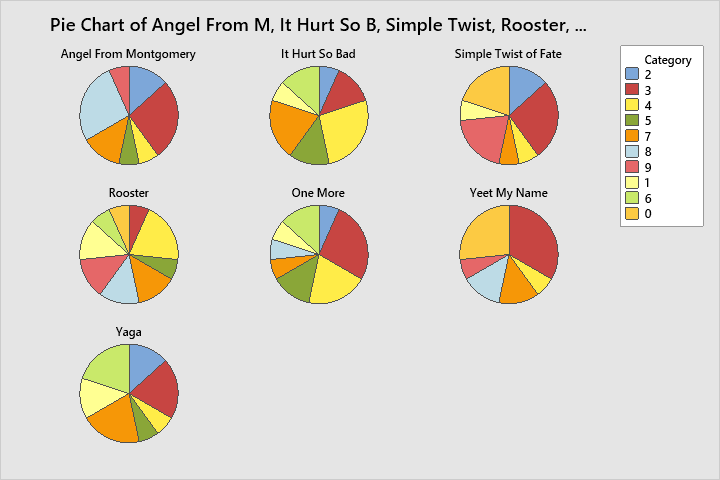 Pie Chart of Angel From M, It Hurt So B, Simple Twist, Rooster, ...
Angel From Montgomery
It Hurt So Bad
Simple Twist of Fate
Rooster
One More
Yeet My Name
Yaga
Category
2
3
4
5
7
8
9
1
6
0